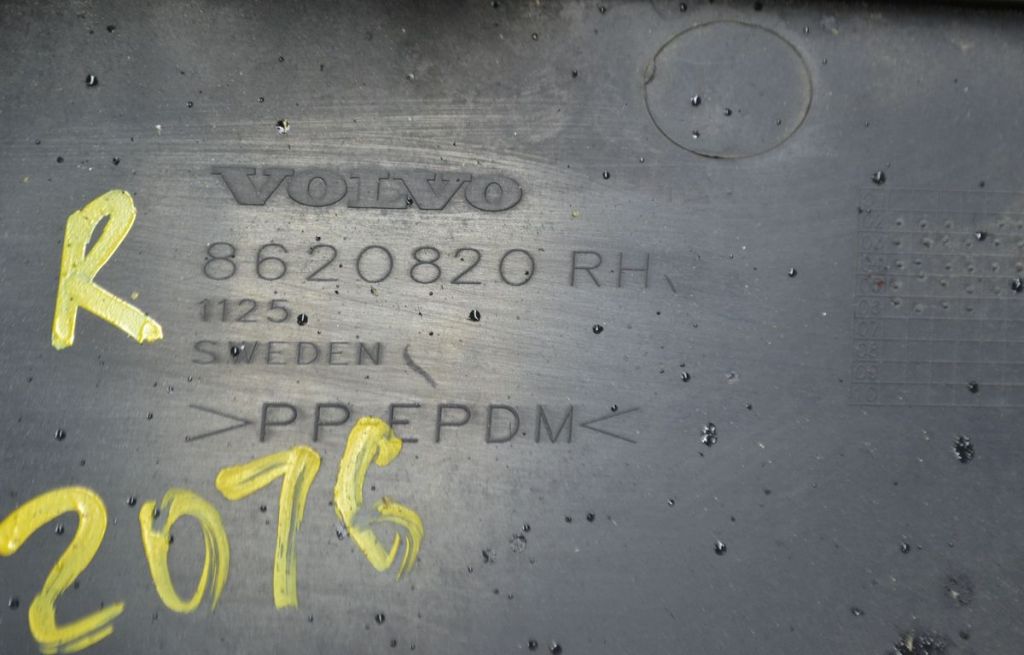 VOLVO
R
8620820 RH
1125
SWEDEN
>PP EPDM<
2016